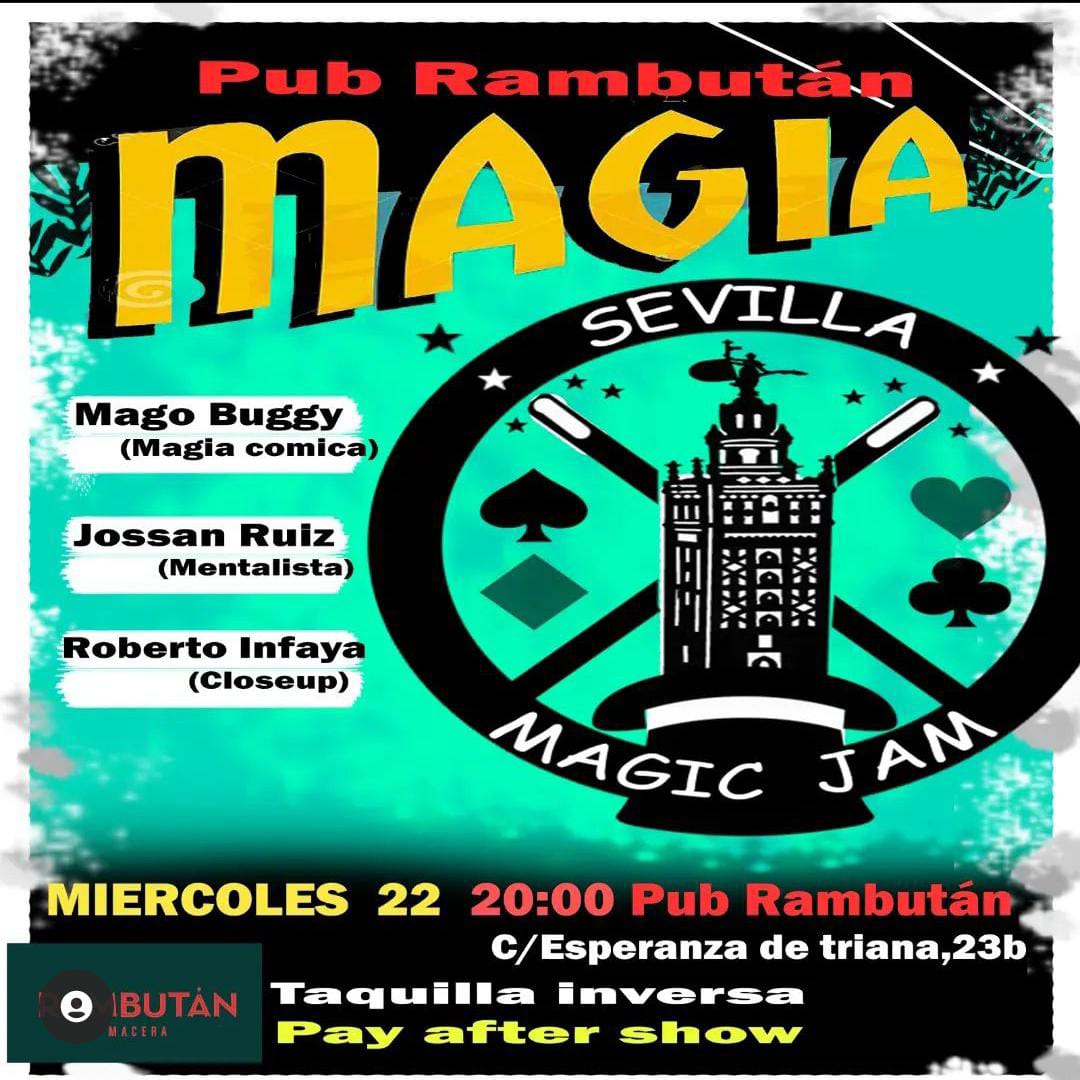 Pub Rambután
MAGIA
SEVILLA
Mago Buggy
(Magia comica)
Jossan Ruiz
(Mentalista)
Roberto Infaya
(Closeup)
MAGIC JAM
MIERCOLES 22 20:00 Pub Rambután
C/Esperanza de triana,23b
Taquilla inversa
Pay after show
MACERA